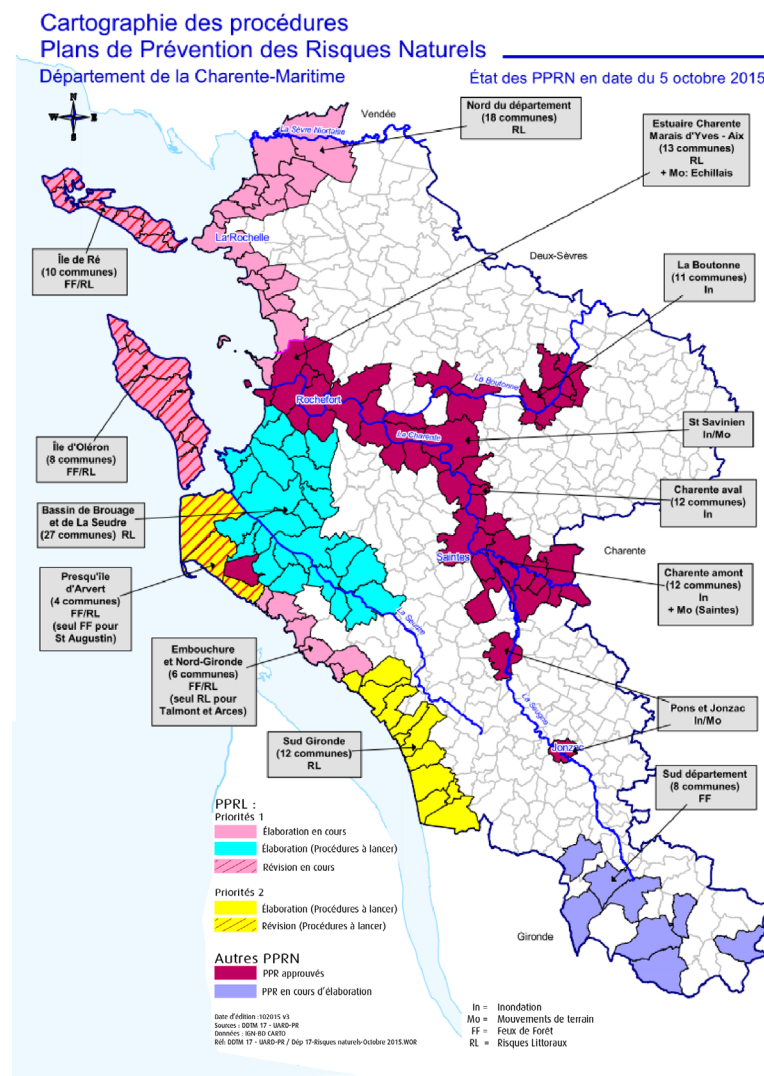 Cartographie des procédures
Plans de Prévention des Risques Naturels
Département de la Charente-Maritime
État des PPRN en date du 5 octobre 2015
N
W E
S
Vendée
La Sèvre Niortaise
Nord du département
(18 communes)
RL
Estuaire Charente
Marais d'Yves - Aix
(13 communes)
RL
+ Mo: Echillais
La Rochelle
Île de Ré
(10 communes)
FF/RL
Deux-Sèvres
La Boutonne
(11 communes)
In
La Boutonne
Rochefort
La Charente
St Savinien
In/Mo
Île d'Oléron
(8 communes)
FF/RL
Charente aval
(12 communes)
In
Bassin de Brouage
et de La Seudre
(27 communes) RL
Saintes
Charente
Charente amont
(12 communes)
In
+ Mo (Saintes)
Presqu'île
d'Arvert
(4 communes)
FF/RL
(seul FF pour
St Augustin)
La Seudre
Embouchure
et Nord-Gironde
(6 communes)
FF/RL
(seul RL pour
Talmont et Arces)
La Seugne
Pons et Jonzac
In/Mo
Sud Gironde
(12 communes)
RL
Jonzac
Sud département
(8 communes)
FF
PPRL :
Priorités 1
Élaboration en cours
Élaboration (Procédures à lancer)
Révision en cours
Priorités 2
Élaboration (Procédures à lancer)
Révision (Procédures à lancer)
Gironde
Autres PPRN
PPR approuvés
PPR en cours d'élaboration
Date d'édition :102015 v3
Sources : DDTM 17 - UARD-PR
Données : IGN-BD CARTO
Réf: DDTM 17 - UARD-PR / Dép 17-Risques naturels-Octobre 2015.WOR
In = Inondation
Mo = Mouvements de terrain
FF = Feux de Forêt
RL = Risques Littoraux